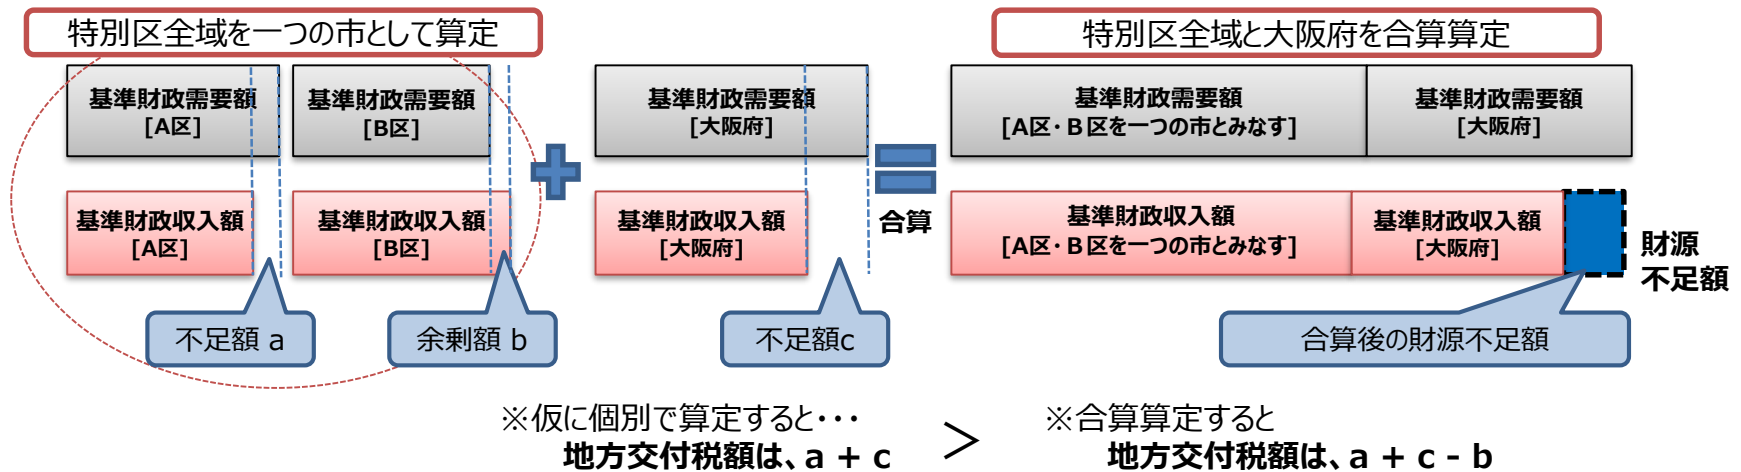 特別区全域を一つの市として算定
特別区全域と大阪府を合算算定
基準財政需要額
[A区]
基準財政需要額
[B区]
基準財政需要額
[大阪府]
基準財政需要額
[A区・B区を一つの市とみなす]
基準財政需要額
[大阪府]
基準財政収入額
[A区]
基準財政収入額
[B区]
基準財政収入額
[大阪府]
合算
基準財政収入額
[A区・B区を一つの市とみなす]
基準財政収入額
[大阪府]
財源
不足額
不足額 a
余剰額 b
不足額c
合算後の財源不足額
※仮に個別で算定すると・・・
地方交付税額は、a + c
＞
※合算算定すると
地方交付税額は、a + c - b